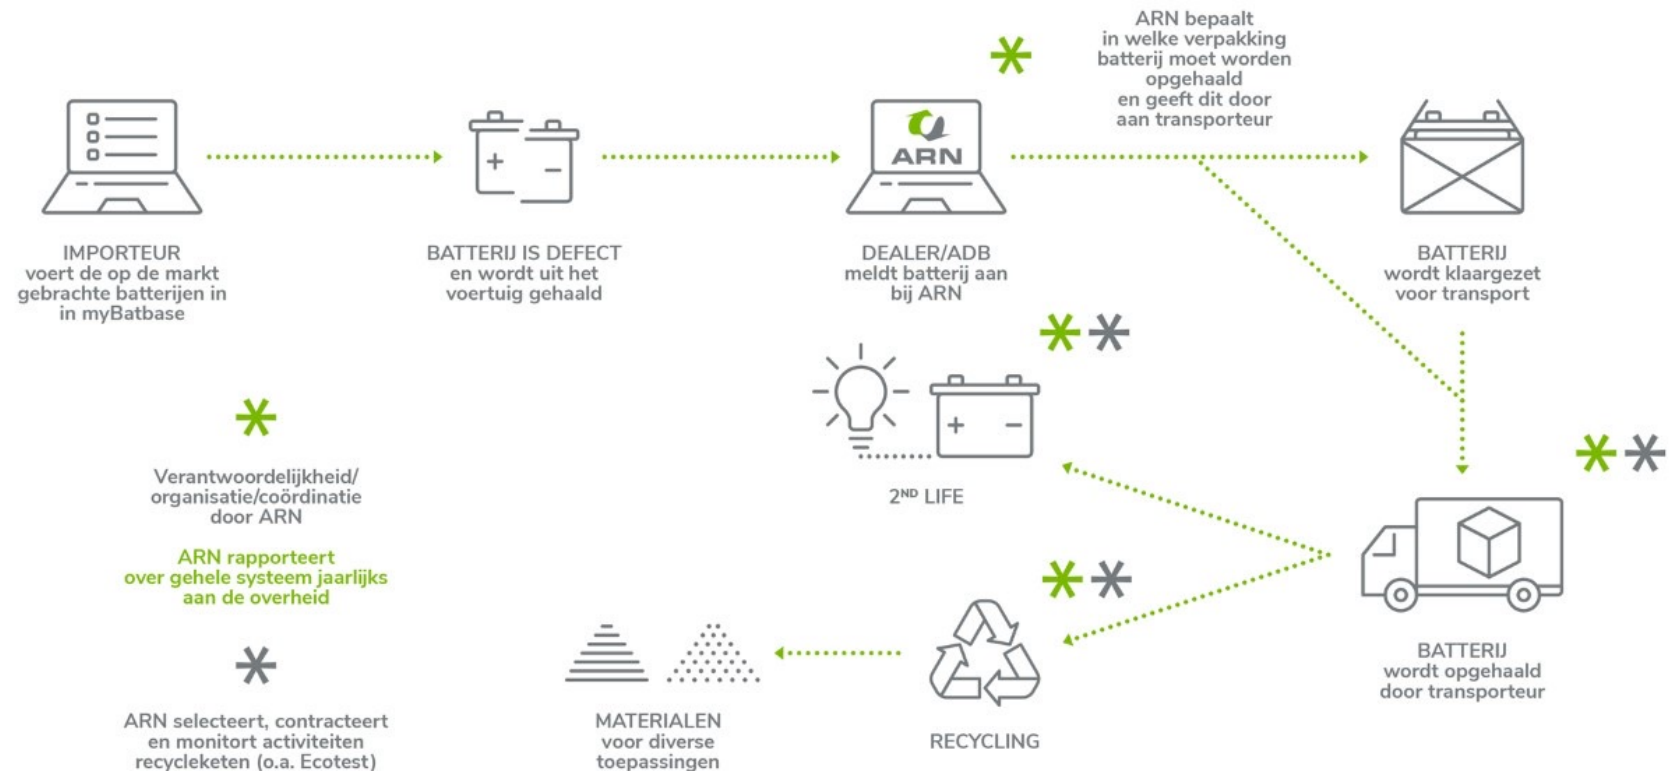 ARN bepaalt
in welke verpakking
batterij moet worden
opgehaald
en geeft dit door
aan transporteur
ARN
IMPORTEUR
voert de op de markt
gebrachte batterijen in
in myBatbase
BATTERIJ IS DEFECT
en wordt uit het
voertuig gehaald
DEALER/ADB
meldt batterij aan
bij ARN
BATTERIJ
wordt klaargezet
voor transport
2ND LIFE
Verantwoordelijkheid/
organisatie/coördinatie
door ARN
ARN rapporteert
over gehele systeem jaarlijks
aan de overheid
BATTERIJ
wordt opgehaald
door transporteur
ARN selecteert, contracteert
en monitort activiteiten
recycleketen (o.a. Ecotest)
MATERIALEN
voor diverse
toepassingen
RECYCLING